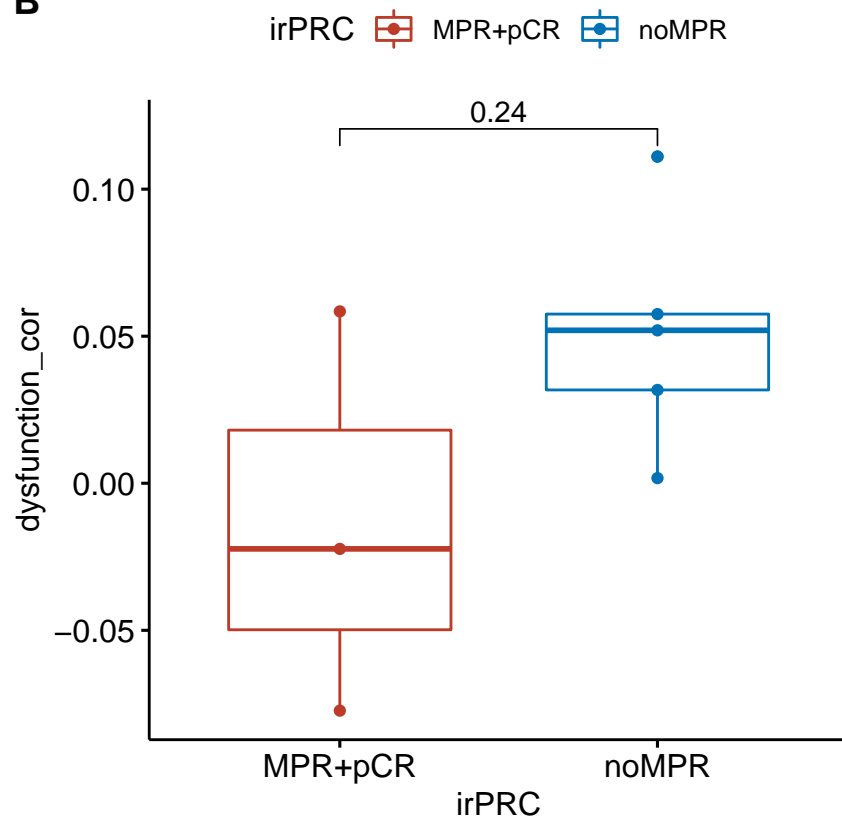 B
irPRC MPR+pCR noMPR
0.24
0.10
0.05
0.00
−0.05
dysfunction_cor
MPR+pCR noMPR
irPRC